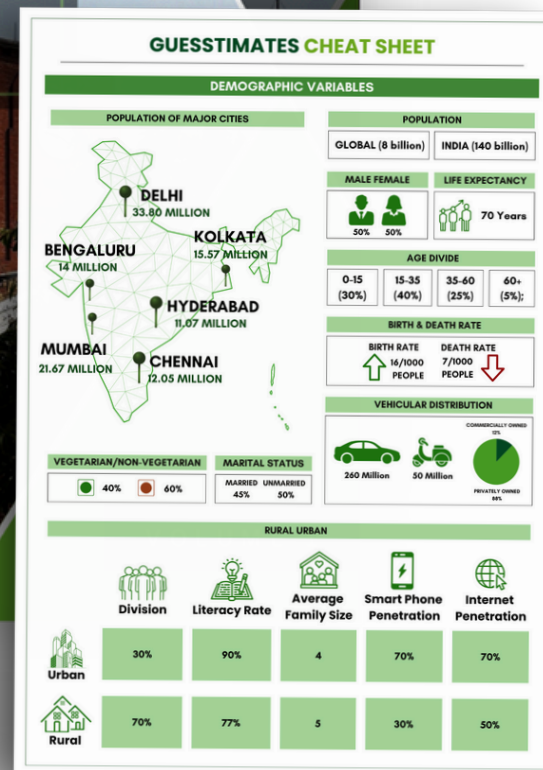 GUESSTIMATES CHEAT SHEET
DEMOGRAPHIC VARIABLES
POPULATION OF MAJOR CITIES
DELHI
33.80 MILLION
KOLKATA
15.57 MILLION
BENGALURU
14 MILLION
HYDERABAD
11.07 MILLION
MUMBAI
21.67 MILLION
CHENNAI
12.05 MILLION
POPULATION
GLOBAL (8 billion) INDIA (140 billion)
MALE FEMALE
50% 50%
LIFE EXPECTANCY
70 Years
AGE DIVIDE
0-15 15-35 35-60 60+
(30%) (40%) (25%) (5%);
BIRTH & DEATH RATE
BIRTH RATE
16/1000
PEOPLE
DEATH RATE
7/1000
PEOPLE
VEHICULAR DISTRIBUTION
260 Million 50 Million
COMMERCIALLY OWNED
12%
PRIVATELY OWNED
88%
VEGETARIAN/NON-VEGETARIAN
40% 60%
MARITAL STATUS
MARRIED UNMARRIED
45% 50%
RURAL URBAN
Division Literacy Rate Average Family Size Smart Phone Penetration Internet Penetration
Urban 30% 90% 4 70% 70%
Rural 70% 77% 5 30% 50%